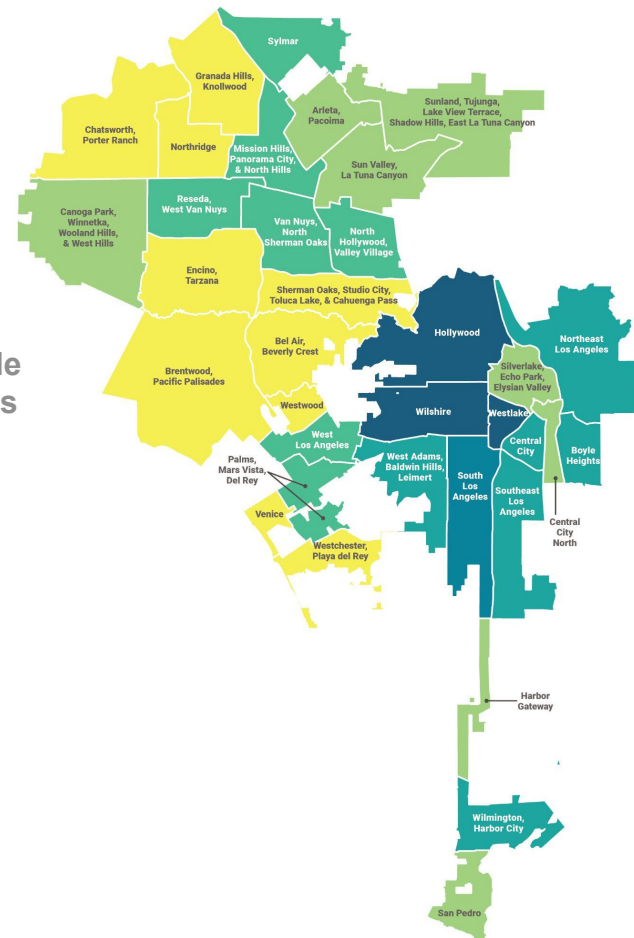 Sylmar
Granada Hills,
Knollwood
Arleta,
Pacoima
Sunland, Tujunga,
Lake View Terrace,
Shadow Hills, East La Tuna Canyon
Chatsworth,
Porter Ranch
Northridge
Mission Hills,
Panorama City,
& North Hills
Sun Valley,
La Tuna Canyon
Canoga Park,
Winnetka,
Wooland Hills,
& West Hills
Reseda,
West Van Nuys
Van Nuys,
North
Sherman Oaks
North
Hollywood,
Valley Village
Encino,
Tarzana
Sherman Oaks, Studio City,
Toluca Lake, & Cahuenga Pass
Hollywood
Northeast
Los Angeles
Bel Air,
Beverly Crest
Brentwood,
Pacific Palisades
le
s
Silverlake,
Echo Park,
Elysian Valley
Westwood
Wilshire
Westlake
West
Los Angeles
Central
City
Boyle
Heights
West Adams,
Baldwin Hills,
Leimert
Palms,
Mars Vista,
Del Rey
South
Los
Angeles
Southeast
Los
Angeles
Venice
Central
City
North
Westchester,
Playa del Rey
Harbor
Gateway
Wilmington,
Harbor City
San Pedro